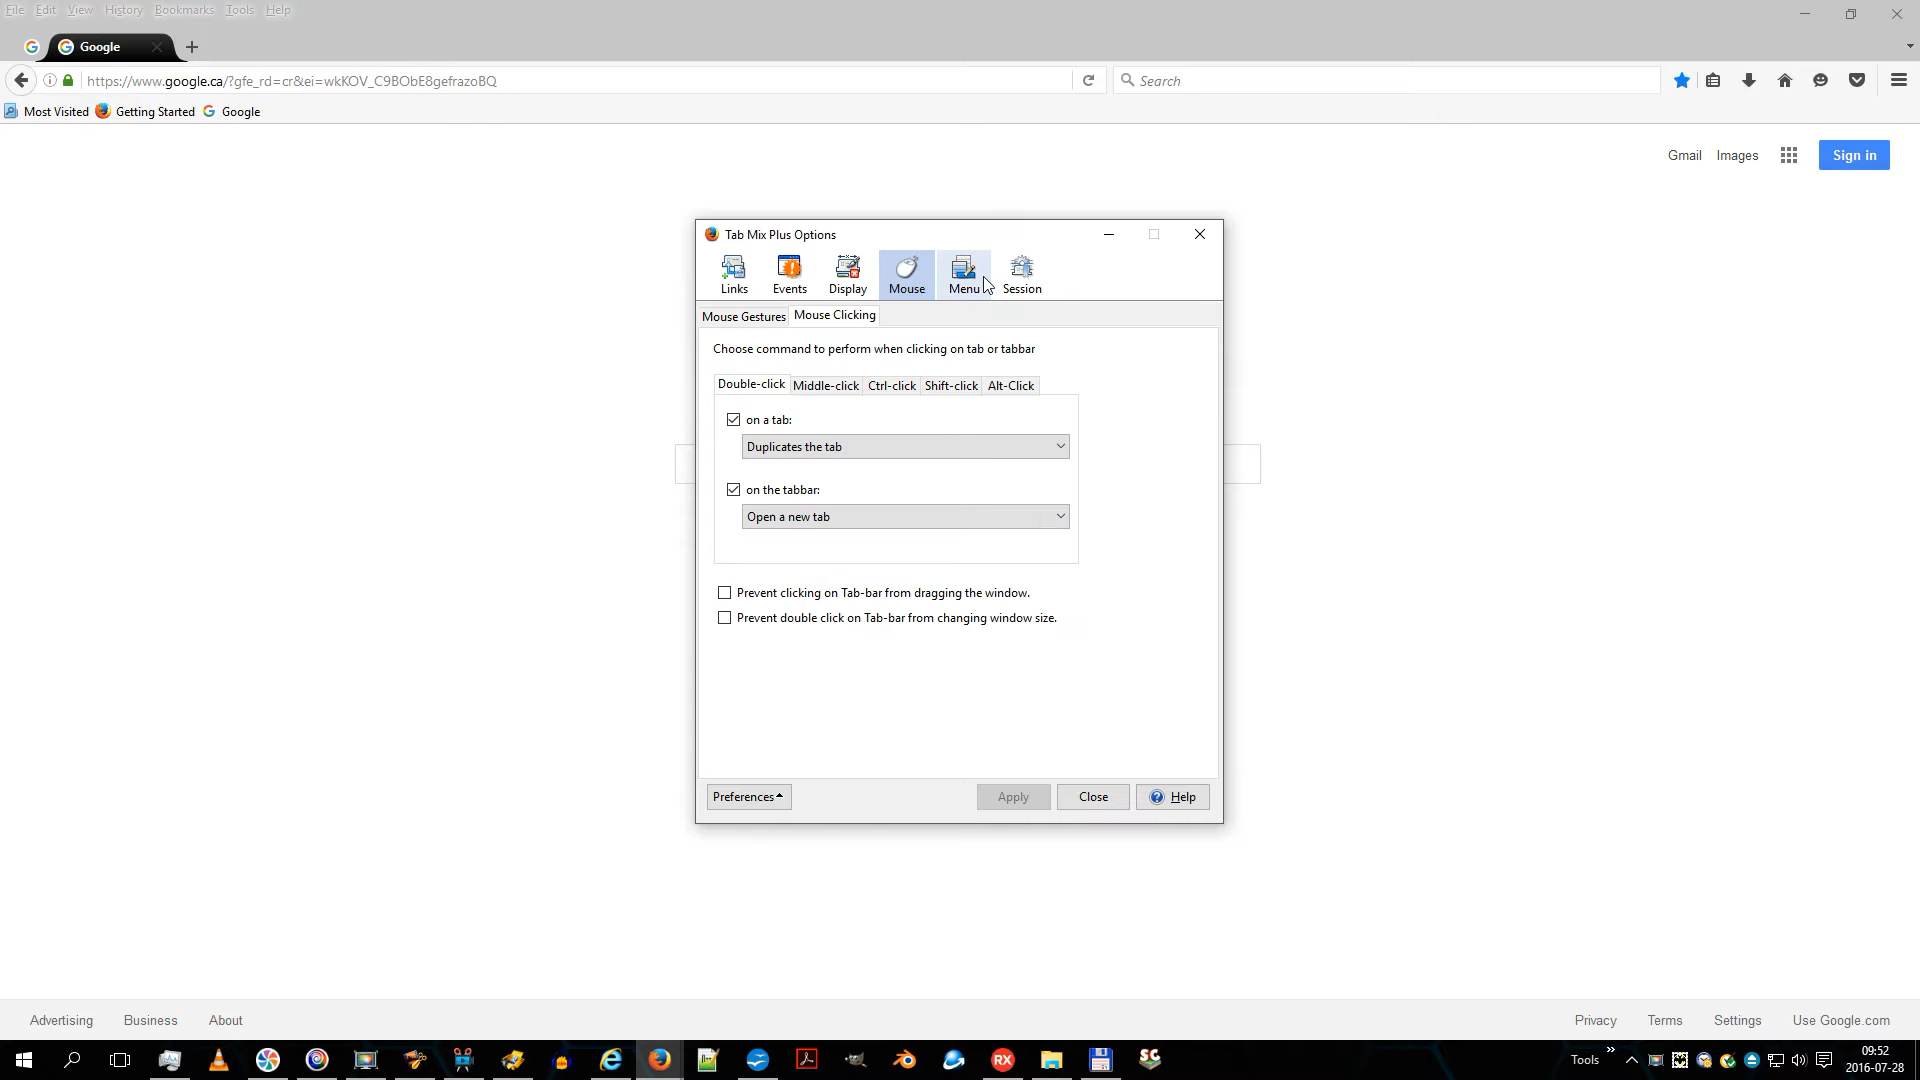 File Edit View History Bookmarks Tools Help
Google
https://www.google.ca/?gfe_rd=cr&ei=wkKOV_C9BObE8gefrazoBQ
Search
Most Visited Getting Started Google
Gmail Images Sign in
Tab Mix Plus Options
Links Events Display Mouse Menu Session
Mouse Gestures Mouse Clicking
Choose command to perform when clicking on tab or tabbar
Double-click Middle-click Ctrl-click Shift-click Alt-Click
on a tab:
Duplicates the tab
on the tabbar:
Open a new tab
Prevent clicking on Tab-bar from dragging the window.
Prevent double click on Tab-bar from changing window size.
Preferences Apply Close Help
Advertising Business About Privacy Terms Settings Use Google.com
Tools
RX
SC
09:52
2016-07-28